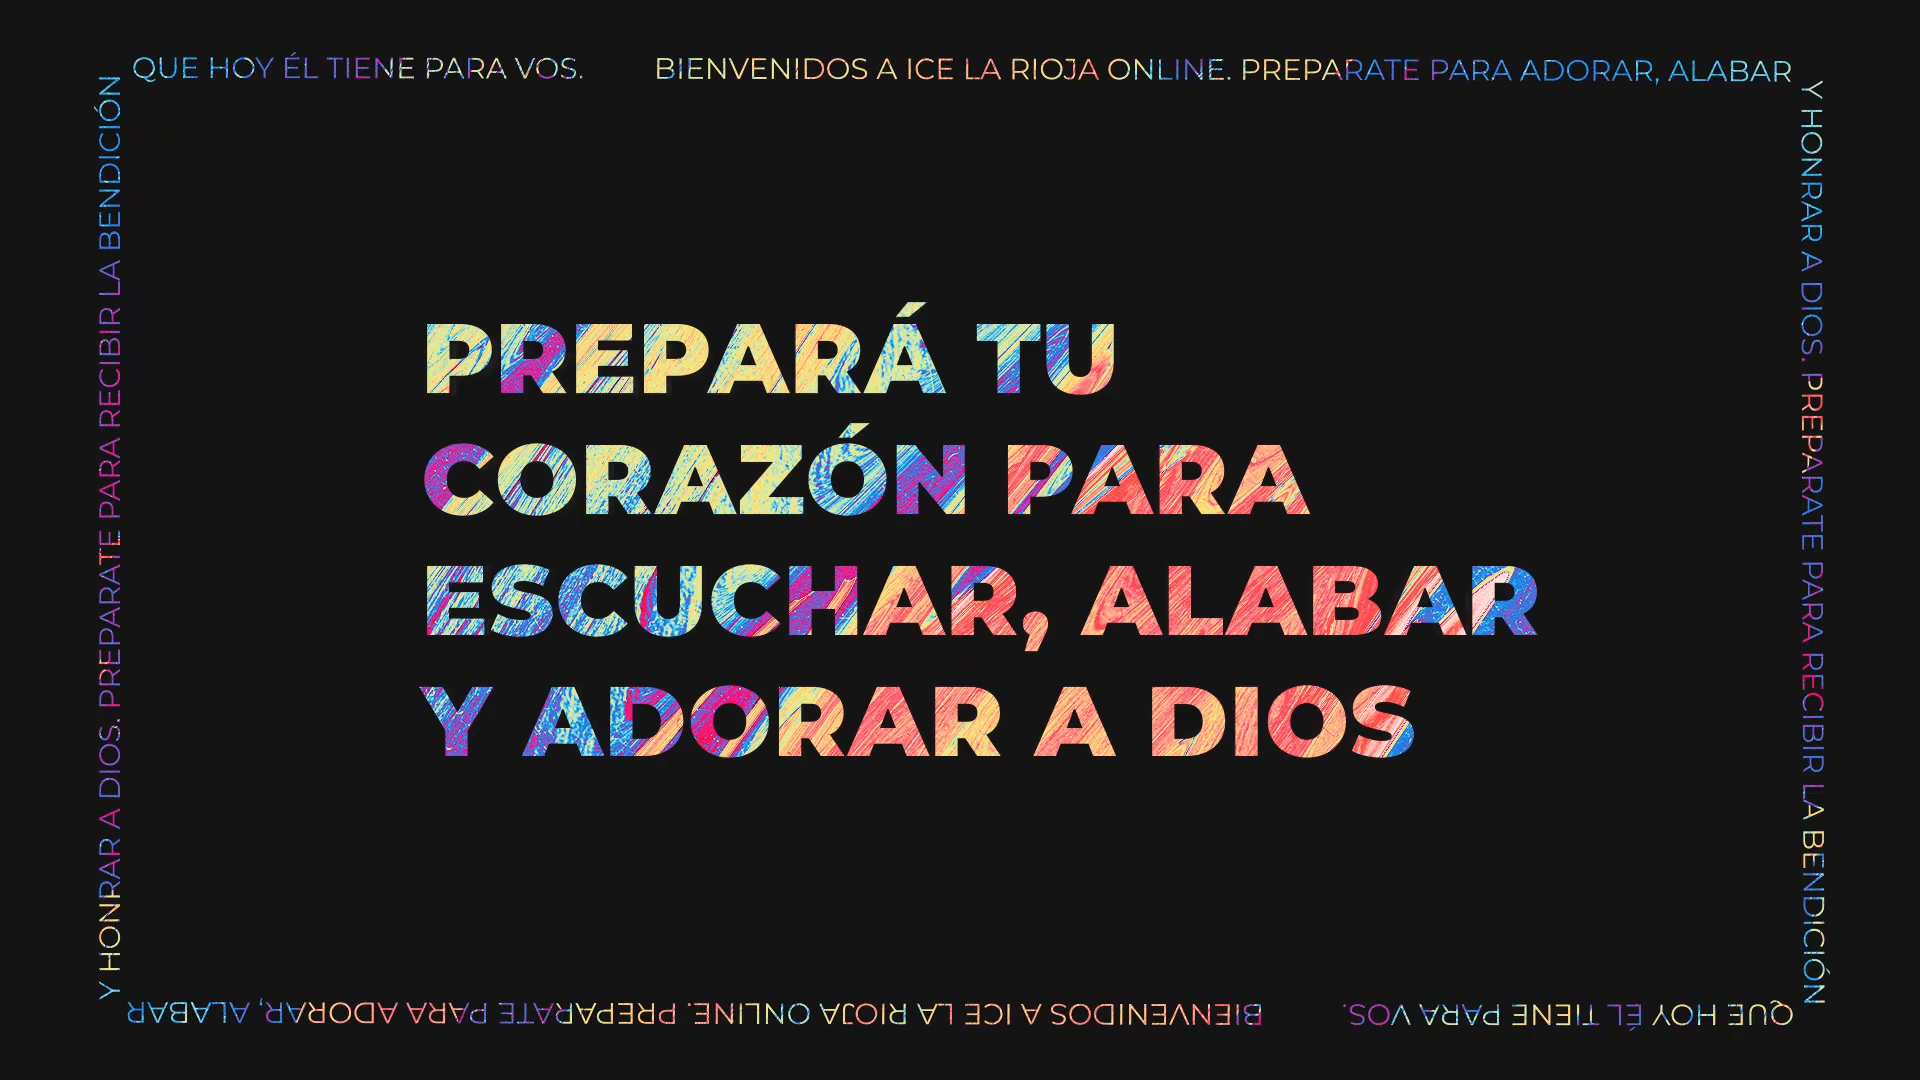 QUE HOY ÉL TIENE PARA VOS.
BIENVENIDOS A ICE LA RIOJA ONLINE. PREPARATE PARA ADORAR, ALABAR
Y HONRAR A DIOS. PREPARATE PARA RECIBIR LA BENDICIÓN
QUE HOY ÉL TIENE PARA VOS.
BIENVENIDOS A ICE LA RIOJA ONLINE. PREPARATE PARA ADORAR, ALABAR
Y HONRAR A DIOS. PREPARATE PARA RECIBIR LA BENDICIÓN
PREPARÁ TU
CORAZÓN PARA
ESCUCHAR, ALABAR
Y ADORAR A DIOS